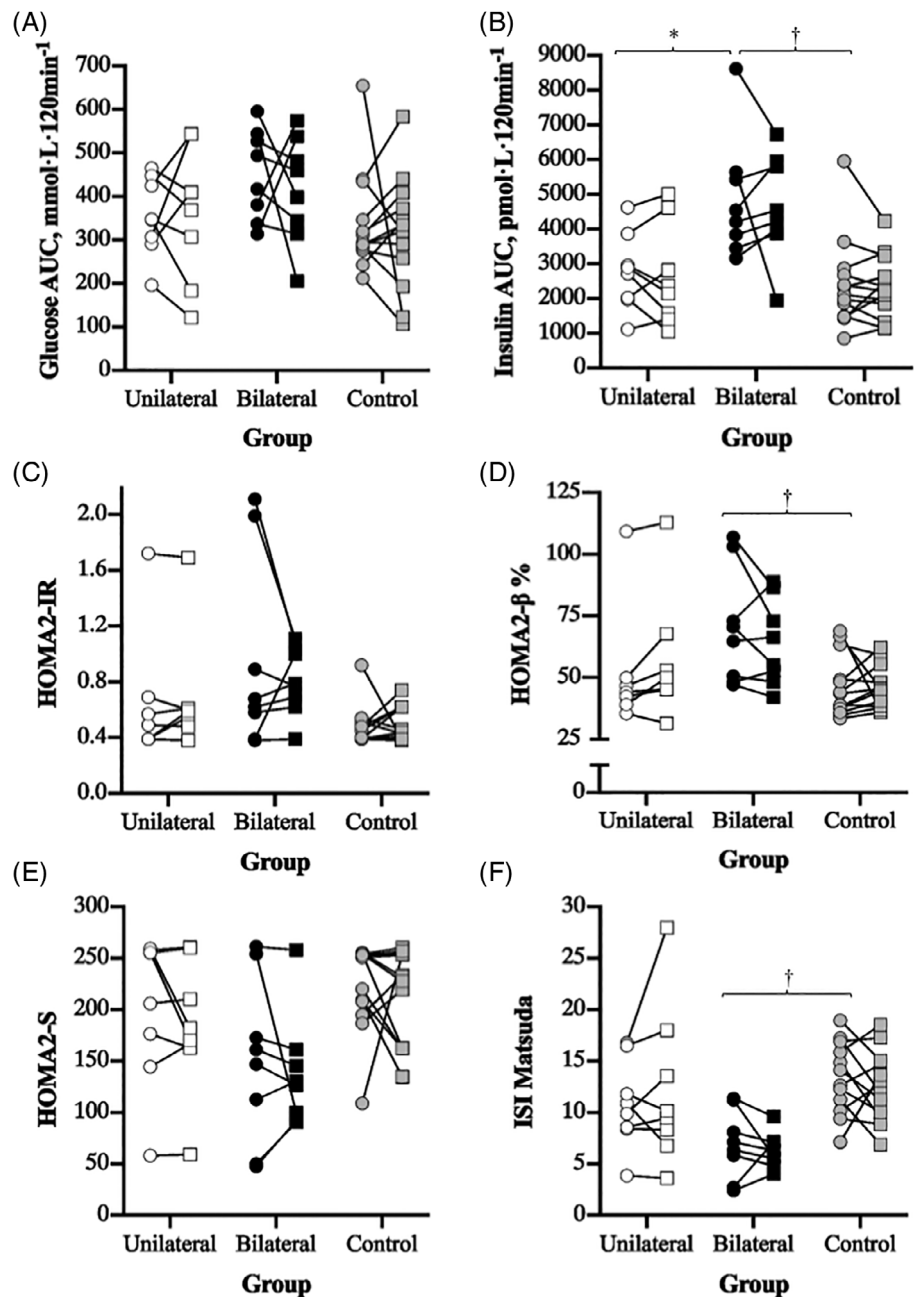 (A)
Glucose AUC, mmol·L·120min⁻¹
700
600
500
400
300
200
100
0
Unilateral Bilateral Control
Group
(B)
* †
Insulin AUC, pmol·L·120min⁻¹
9000
8000
7000
6000
5000
4000
3000
2000
1000
0
Unilateral Bilateral Control
Group
(C)
HOMA2-IR
2.0
1.6
1.2
0.8
0.4
0.0
Unilateral Bilateral Control
Group
(D)
†
HOMA2-β %
125
100
75
50
25
0
Unilateral Bilateral Control
Group
(E)
HOMA2-S
300
250
200
150
100
50
0
Unilateral Bilateral Control
Group
(F)
†
ISI Matsuda
30
25
20
15
10
5
0
Unilateral Bilateral Control
Group